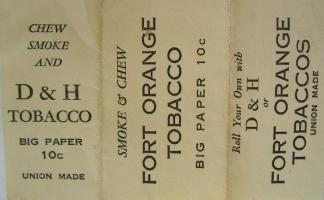 CHEW
SMOKE
AND
D & H
TOBACCO
BIG PAPER
10c
UNION MADE
SMOKE & CHEW
FORT ORANGE
TOBACCO
BIG PAPER 10c
Roll Your Own with
D & H
or
FORT ORANGE
TOBACCOS
UNION MADE